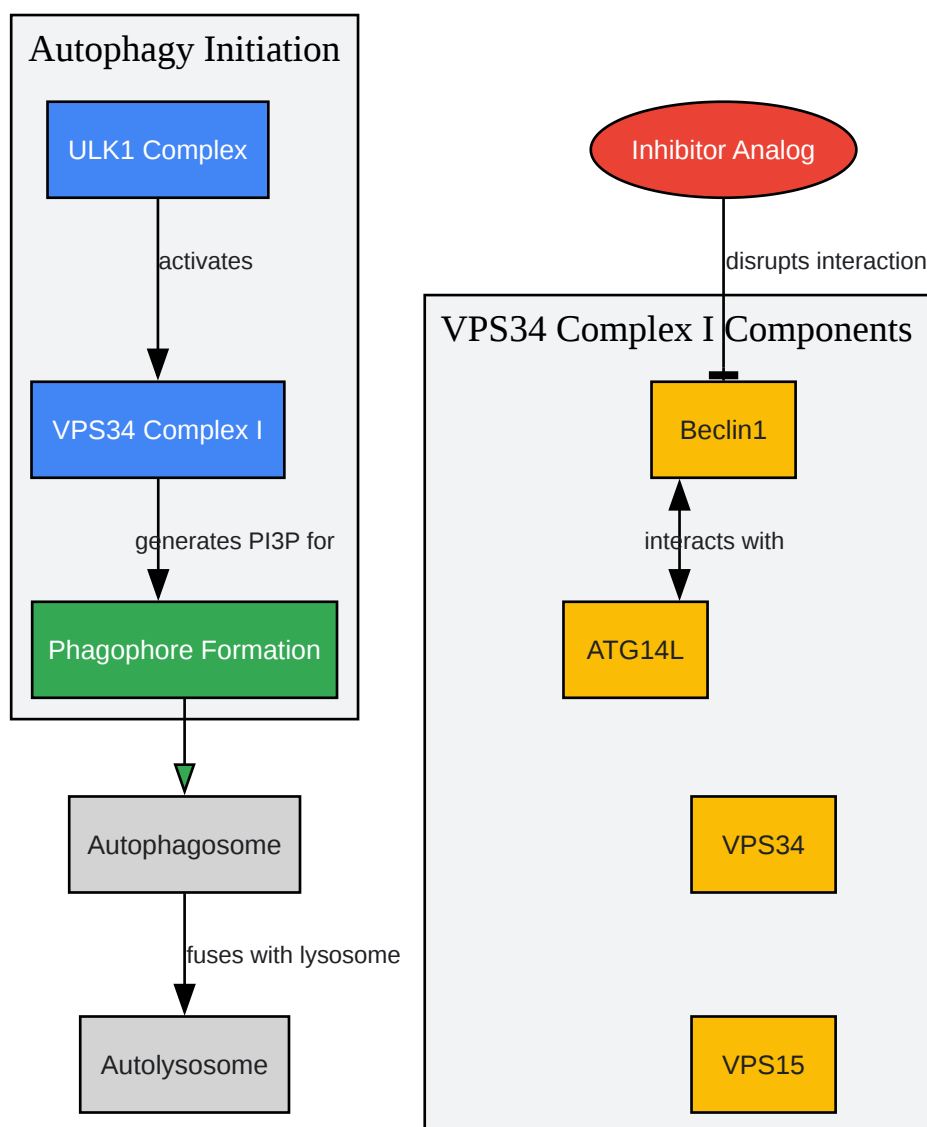 Autophagy Initiation
ULK1 Complex
activates
VPS34 Complex I
generates PI3P for
Phagophore Formation
Autophagosome
fuses with lysosome
Autolysosome
Inhibitor Analog
disrupts interaction
VPS34 Complex I Components
Beclin1
interacts with
ATG14L
VPS34
VPS15